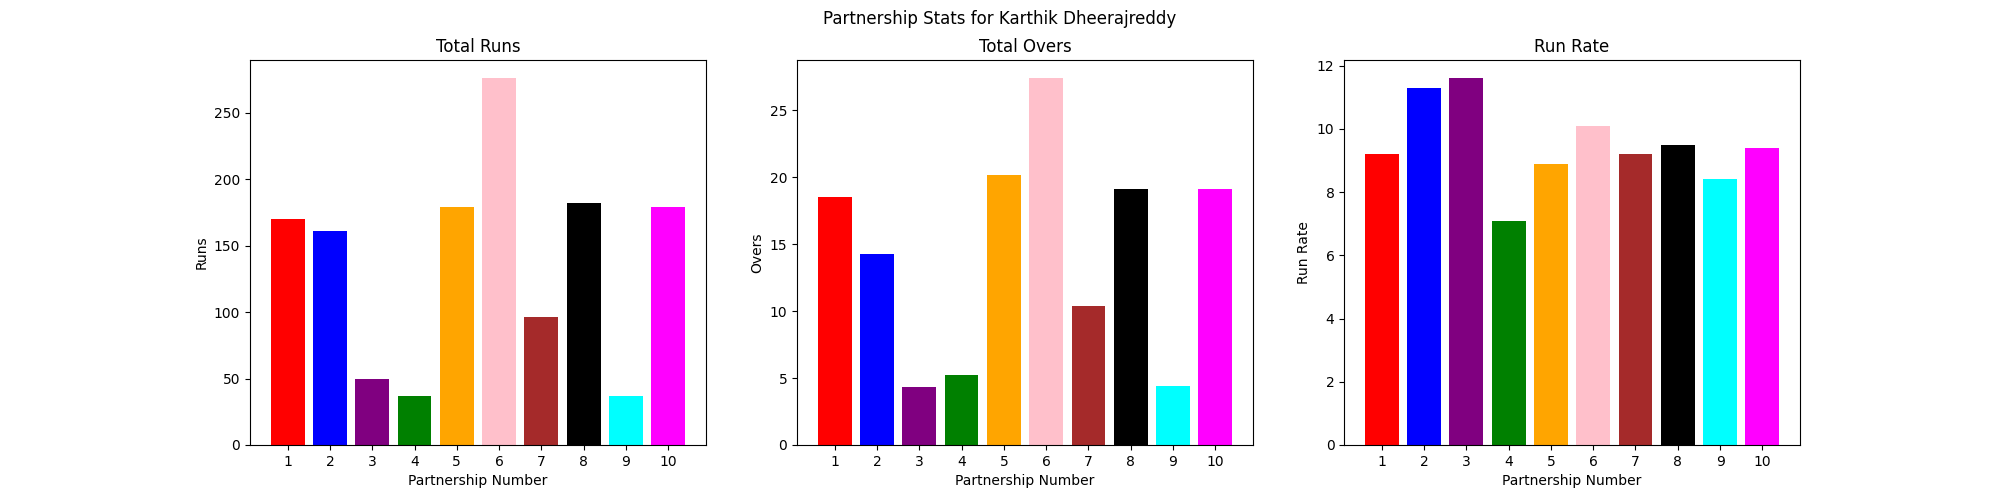 Partnership Stats for Karthik Dheerajreddy
Total Runs
Runs
250
200
150
100
50
0
1 2 3 4 5 6 7 8 9 10
Partnership Number
Total Overs
Overs
25
20
15
10
5
0
1 2 3 4 5 6 7 8 9 10
Partnership Number
Run Rate
Run Rate
12
10
8
6
4
2
0
1 2 3 4 5 6 7 8 9 10
Partnership Number